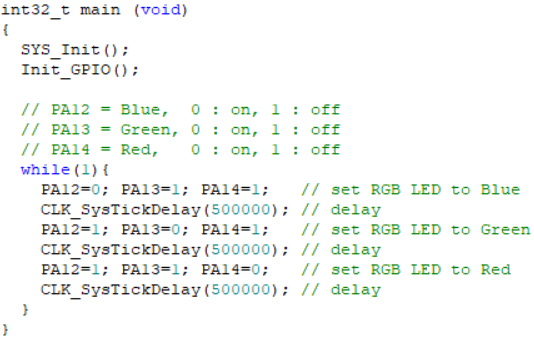 int32_t main (void)
{
  SYS_Init();
  Init_GPIO();

  // PA12 = Blue,  0 : on, 1 : off
  // PA13 = Green, 0 : on, 1 : off
  // PA14 = Red,   0 : on, 1 : off
  while(1){
    PA12=0; PA13=1; PA14=1;   // set RGB LED to Blue
    CLK_SysTickDelay(500000); // delay
    PA12=1; PA13=0; PA14=1;   // set RGB LED to Green
    CLK_SysTickDelay(500000); // delay
    PA12=1; PA13=1; PA14=0;   // set RGB LED to Red
    CLK_SysTickDelay(500000); // delay
  }
}